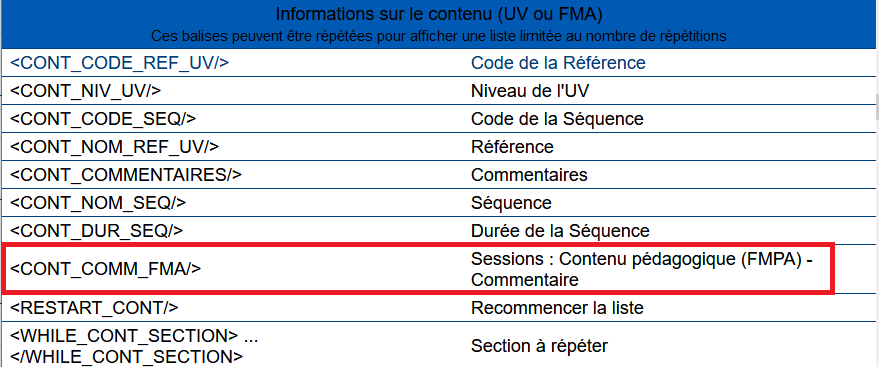 Informations sur le contenu (UV ou FMA)
Ces balises peuvent être répétées pour afficher une liste limitée au nombre de répétitions
<CONT_CODE_REF_UV/> Code de la Référence
<CONT_NIV_UV/> Niveau de l'UV
<CONT_CODE_SEQ/> Code de la Séquence
<CONT_NOM_REF_UV/> Référence
<CONT_COMMENTAIRES/> Commentaires
<CONT_NOM_SEQ/> Séquence
<CONT_DUR_SEQ/> Durée de la Séquence
<CONT_COMM_FMA/> Sessions : Contenu pédagogique (FMPA) -
Commentaire
<RESTART_CONT/> Recommencer la liste
<WHILE_CONT_SECTION> ...
</WHILE_CONT_SECTION> Section à répéter